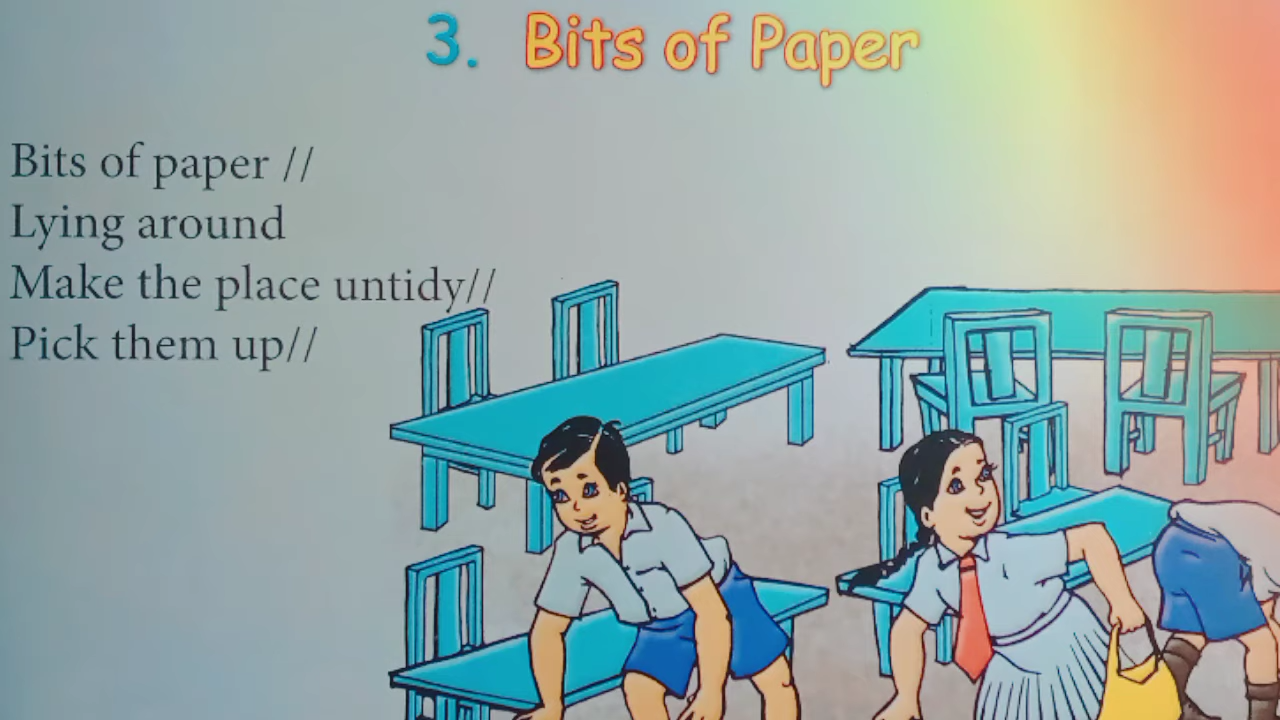 3. Bits of Paper
Bits of paper //
Lying around
Make the place untidy//
Pick them up//